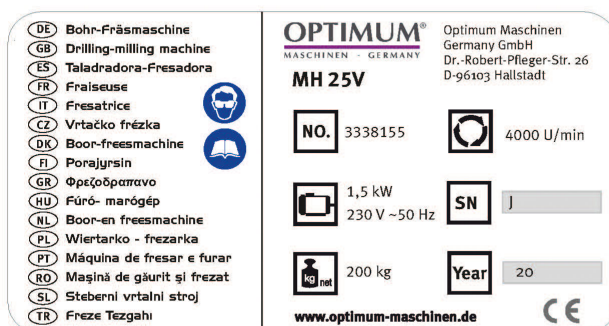 DE Bohr-Fräsmaschine
GB Drilling-milling machine
ES Taladradora-Fresadora
FR Fraiseuse
IT Fresatrice
CZ Vrtačko frézka
DK Boor-freesmachine
FI Porajyrsin
GR Φρεζοδραπανο
HU Fúró- marógép
NL Boor-en freesmachine
PL Wiertarko - frezarka
PT Máquina de fresar e furar
RO Maşină de găurit şi frezat
SL Steberni vrtalni stroj
TR Freze Tezgahı
OPTIMUM®
MASCHINEN - GERMANY
MH 25V
Optimum Maschinen
Germany GmbH
Dr.-Robert-Pfleger-Str. 26
D-96103 Hallstadt
NO. 3338155
4000 U/min
1,5 kW
230 V ~50 Hz
SN J
kg net 200 kg
Year 20
www.optimum-maschinen.de
CE